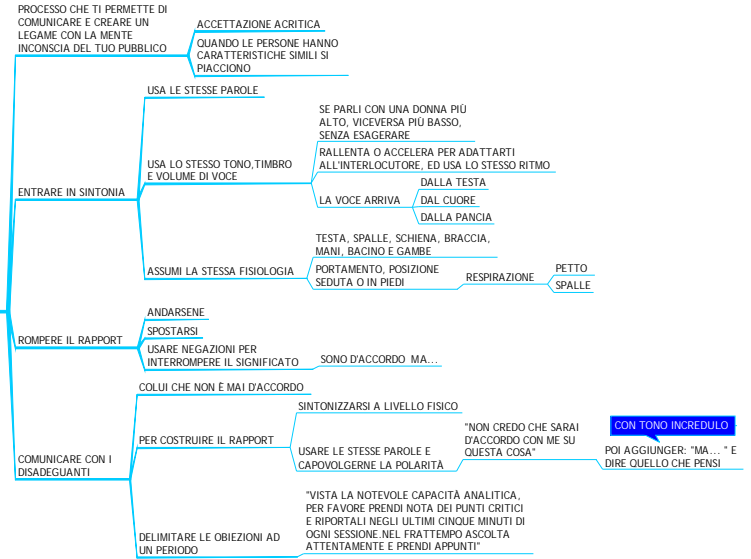 PROCESSO CHE TI PERMETTE DI
COMUNICARE E CREARE UN
LEGAME CON LA MENTE
INCONSCIA DEL TUO PUBBLICO
ACCETTAZIONE ACRITICA
QUANDO LE PERSONE HANNO
CARATTERISTICHE SIMILI SI
PIACCIONO
ENTRARE IN SINTONIA
USA LE STESSE PAROLE
USA LO STESSO TONO,TIMBRO
E VOLUME DI VOCE
SE PARLI CON UNA DONNA PIÙ
ALTO, VICEVERSA PIÙ BASSO,
SENZA ESAGERARE
RALLENTA O ACCELERA PER ADATTARTI
ALL'INTERLOCUTORE, ED USA LO STESSO RITMO
LA VOCE ARRIVA
DALLA TESTA
DAL CUORE
DALLA PANCIA
ASSUMI LA STESSA FISIOLOGIA
TESTA, SPALLE, SCHIENA, BRACCIA,
MANI, BACINO E GAMBE
PORTAMENTO, POSIZIONE
SEDUTA O IN PIEDI
RESPIRAZIONE
PETTO
SPALLE
ROMPERE IL RAPPORT
ANDARSENE
SPOSTARSI
USARE NEGAZIONI PER
INTERROMPERE IL SIGNIFICATO
SONO D'ACCORDO MA...
COMUNICARE CON I
DISADEGUANTI
COLUI CHE NON È MAI D'ACCORDO
PER COSTRUIRE IL RAPPORT
SINTONIZZARSI A LIVELLO FISICO
USARE LE STESSE PAROLE E
CAPOVOLGERNE LA POLARITÀ
"NON CREDO CHE SARAI
D'ACCORDO CON ME SU
QUESTA COSA"
CON TONO INCREDULO
POI AGGIUNGER: "MA... " E
DIRE QUELLO CHE PENSI
DELIMITARE LE OBIEZIONI AD
UN PERIODO
"VISTA LA NOTEVOLE CAPACITÀ ANALITICA,
PER FAVORE PRENDI NOTA DEI PUNTI CRITICI
E RIPORTALI NEGLI ULTIMI CINQUE MINUTI DI
OGNI SESSIONE.NEL FRATTEMPO ASCOLTA
ATTENTAMENTE E PRENDI APPUNTI"